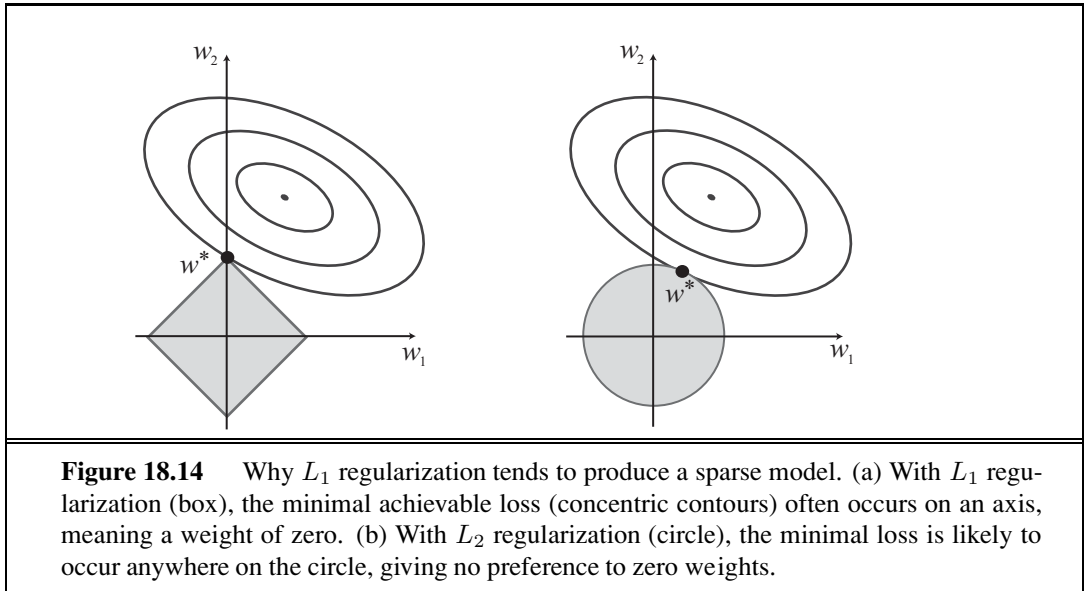 w₂
w*
w₁
w₂
w*
w₁
Figure 18.14 Why L₁ regularization tends to produce a sparse model. (a) With L₁ regu-
larization (box), the minimal achievable loss (concentric contours) often occurs on an axis,
meaning a weight of zero. (b) With L₂ regularization (circle), the minimal loss is likely to
occur anywhere on the circle, giving no preference to zero weights.